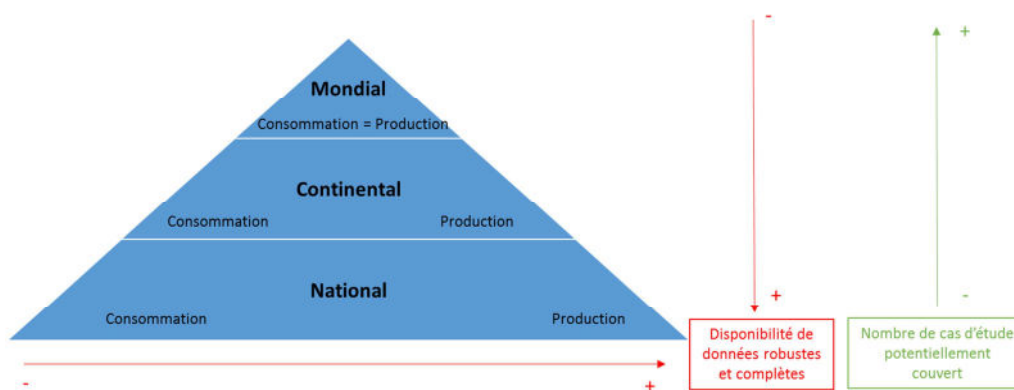 Mondial
Consommation = Production
Continental
Consommation
Production
National
Consommation
Production
-
+
-
+
Disponibilité de
données robustes
et complètes
+
-
Nombre de cas d'étude
potentiellement
couvert